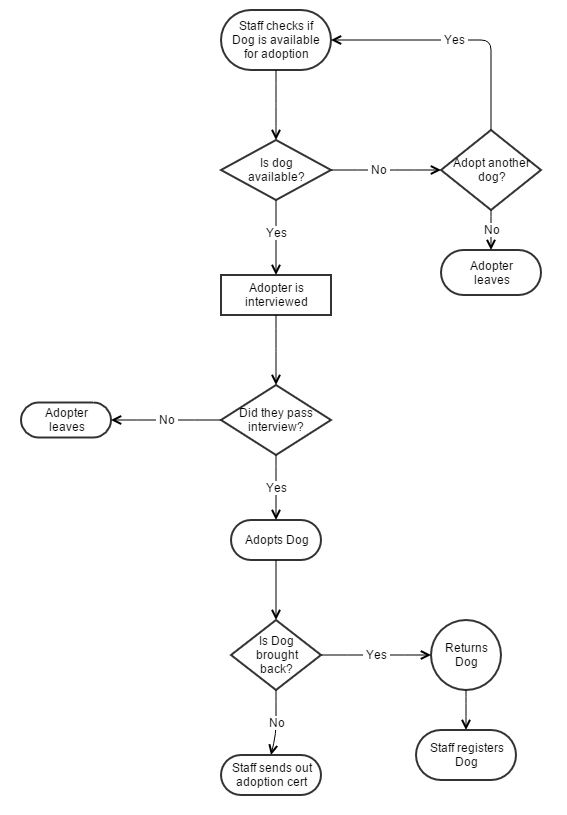 Staff checks if
Dog is available
for adoption
Yes
Is dog
available?
No
Adopt another
dog?
Yes
No
Adopter
leaves
Adopter is
interviewed
Did they pass
interview?
No
Adopter
leaves
Yes
Adopts Dog
Is Dog
brought
back?
Yes
Returns
Dog
No
Staff registers
Dog
Staff sends out
adoption cert